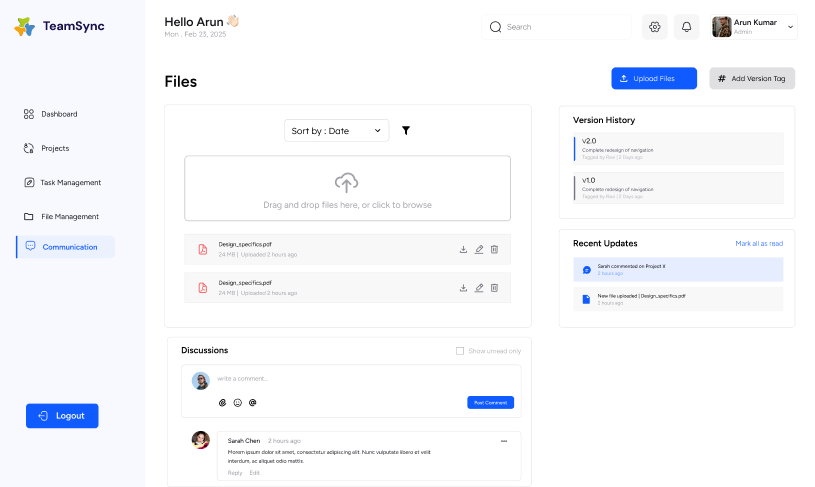 TeamSync
Hello Arun
Mon . Feb 23, 2025
Search
Arun Kumar
Admin
Dashboard
Projects
Task Management
File Management
Communication
Logout
Files
Upload Files
# Add Version Tag
Sort by : Date
Drag and drop files here, or click to browse
Design_specifics.pdf
24 MB | Uploaded 2 hours ago
Design_specifics.pdf
24 MB | Uploaded 2 hours ago
Version History
v2.0
Complete redesign of navigation
Tagged by Ravi | 2 Days ago
v1.0
Complete redesign of navigation
Tagged by Ravi | 2 Days ago
Recent Updates
Mark all as read
Sarah commented on Project X
2 hours ago
New file uploaded | Design_specifics.pdf
2 hours ago
Discussions
Show unread only
write a comment...
Post Comment
Sarah Chen
2 hours ago
Morem ipsum dolor sit amet, consectetur adipiscing elit. Nunc vulputate libero et velit
interdum, ac aliquet odio mattis.
Reply
Edit